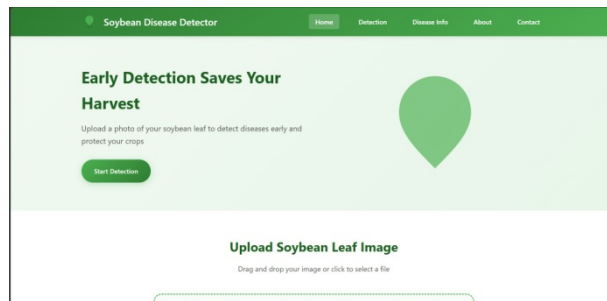 Soybean Disease Detector
Home Detection Disease Info About Contact
Early Detection Saves Your
Harvest
Upload a photo of your soybean leaf to detect diseases early and
protect your crops
Start Detection
Upload Soybean Leaf Image
Drag and drop your image or click to select a file